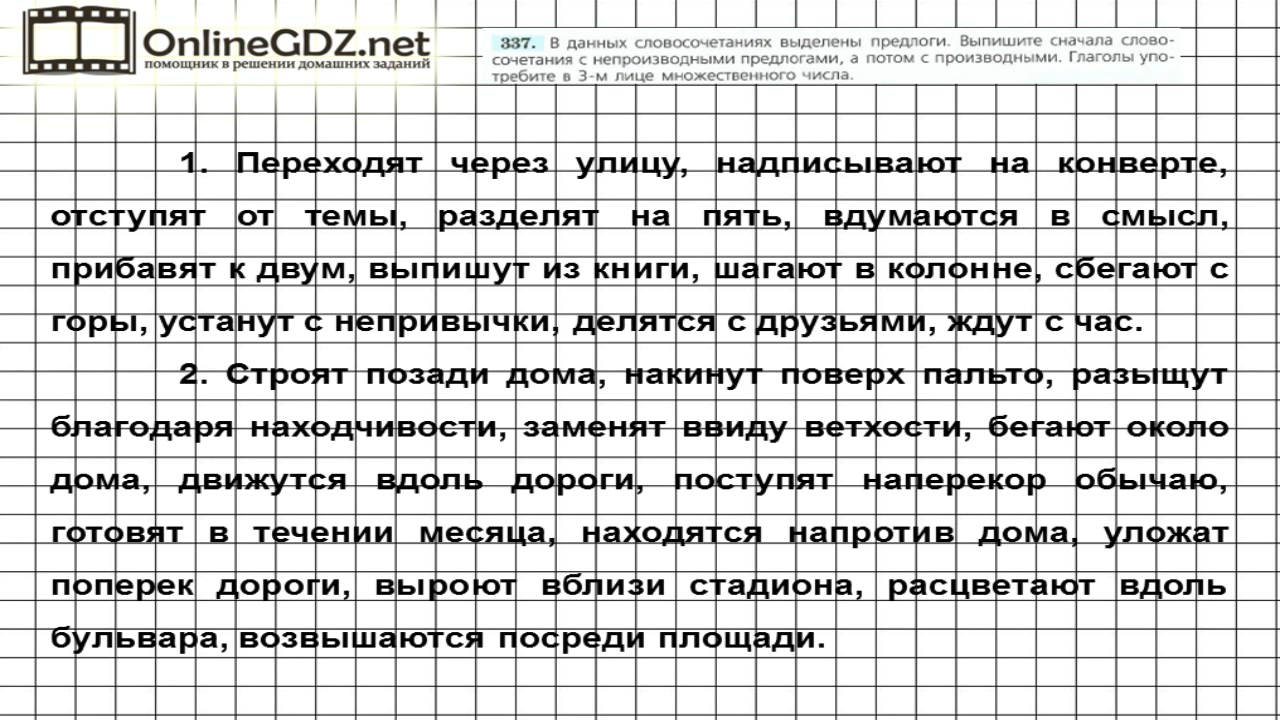 OnlineGDZ.net
помощник в решении домашних заданий
337. В данных словосочетаниях выделены предлоги. Выпишите сначала слово-
сочетания с непроизводными предлогами, а потом с производными. Глаголы упо-
требите в 3-м лице множественного числа.
1. Переходят через улицу, надписывают на конверте,
отступят от темы, разделят на пять, вдумаются в смысл,
прибавят к двум, выпишут из книги, шагают в колонне, сбегают с
горы, устанут с непривычки, делятся с друзьями, ждут с час.
2. Строят позади дома, накинут поверх пальто, разыщут
благодаря находчивости, заменят ввиду ветхости, бегают около
дома, движутся вдоль дороги, поступят наперекор обычаю,
готовят в течении месяца, находятся напротив дома, уложат
поперек дороги, выроют вблизи стадиона, расцветают вдоль
бульвара, возвышаются посреди площади.